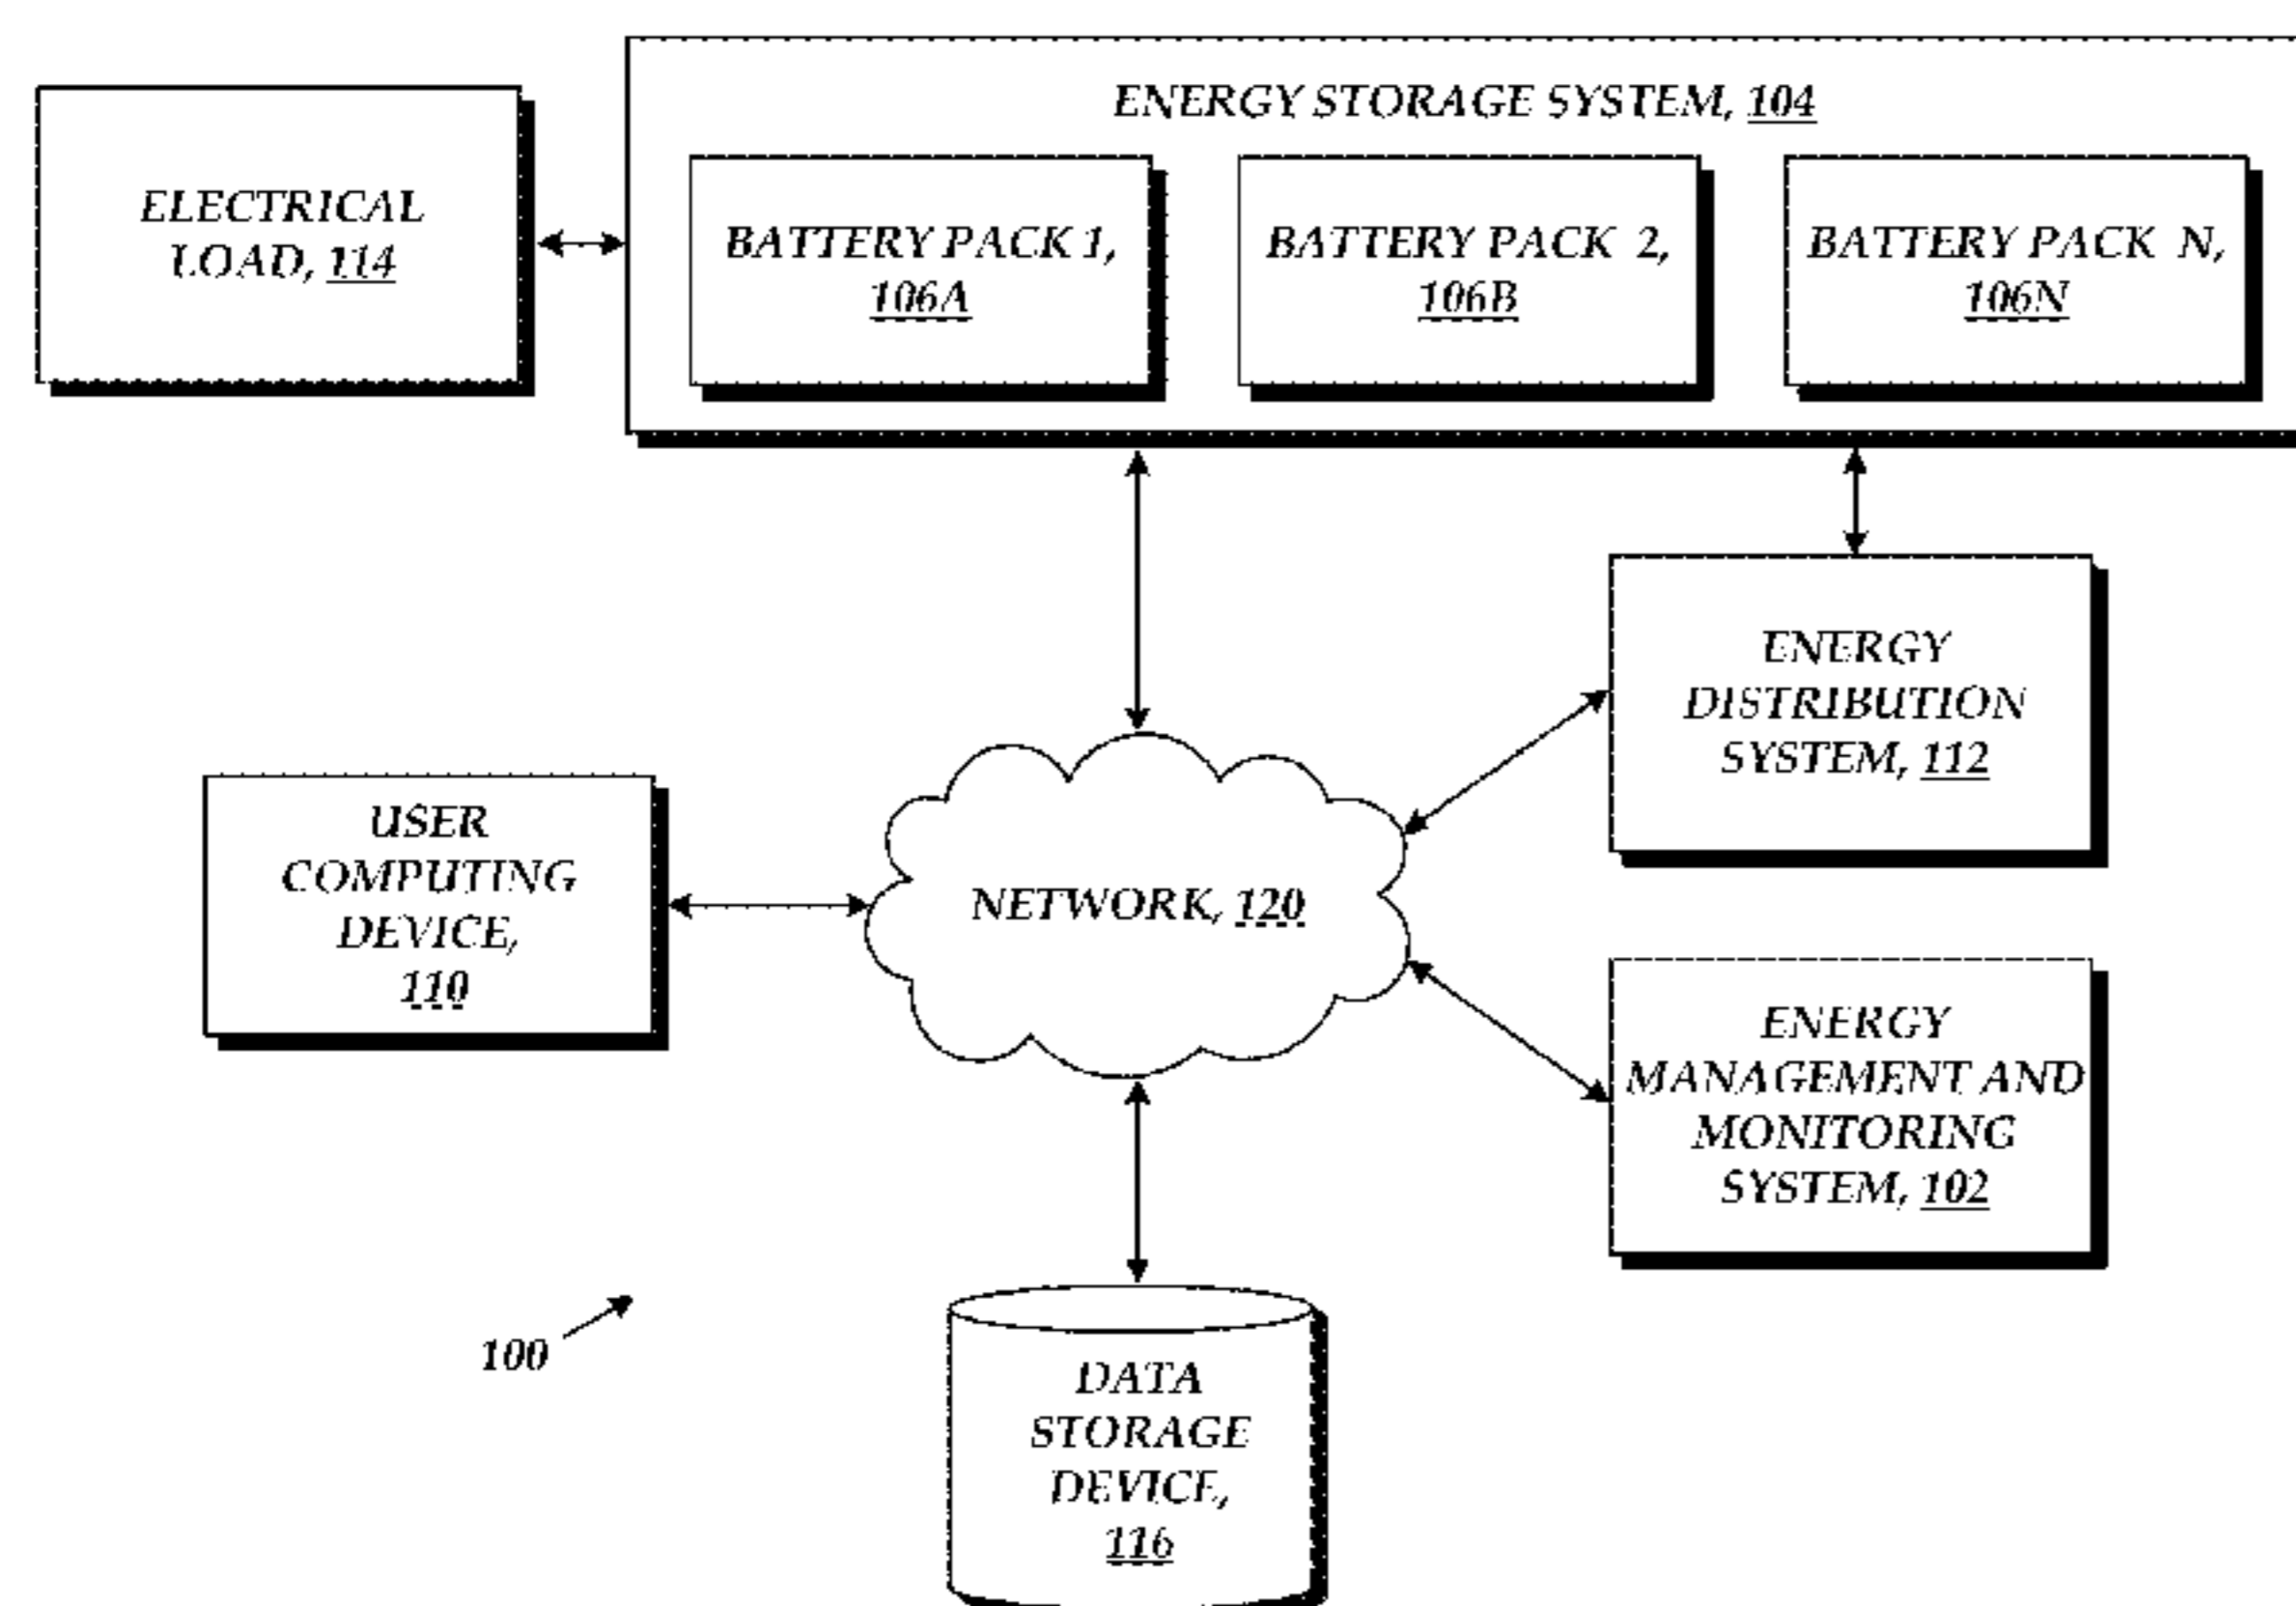 ENERGY STORAGE SYSTEM, 104
ELECTRICAL
LOAD, 114
BATTERY PACK 1,
106A
BATTERY PACK 2,
106B
BATTERY PACK N,
106N
ENERGY
DISTRIBUTION
SYSTEM, 112
USER
COMPUTING
DEVICE,
110
NETWORK, 120
ENERGY
MANAGEMENT AND
MONITORING
SYSTEM, 102
100
DATA
STORAGE
DEVICE,
116